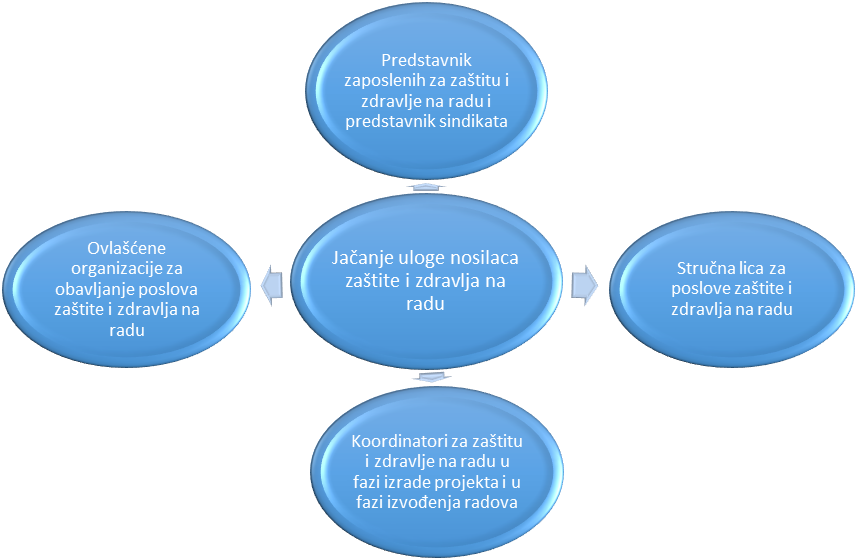 Predstavnik
zaposlenih za zaštitu i
zdravlje na radu i
predstavnik sindikata
Ovlašćene
organizacije za
obavljanje poslova
zaštite i zdravlja na
radu
Jačanje uloge nosilaca
zaštite i zdravlja na
radu
Stručna lica za
poslove zaštite i
zdravlja na radu
Koordinatori za zaštitu
i zdravlje na radu u
fazi izrade projekta i u
fazi izvođenja radova